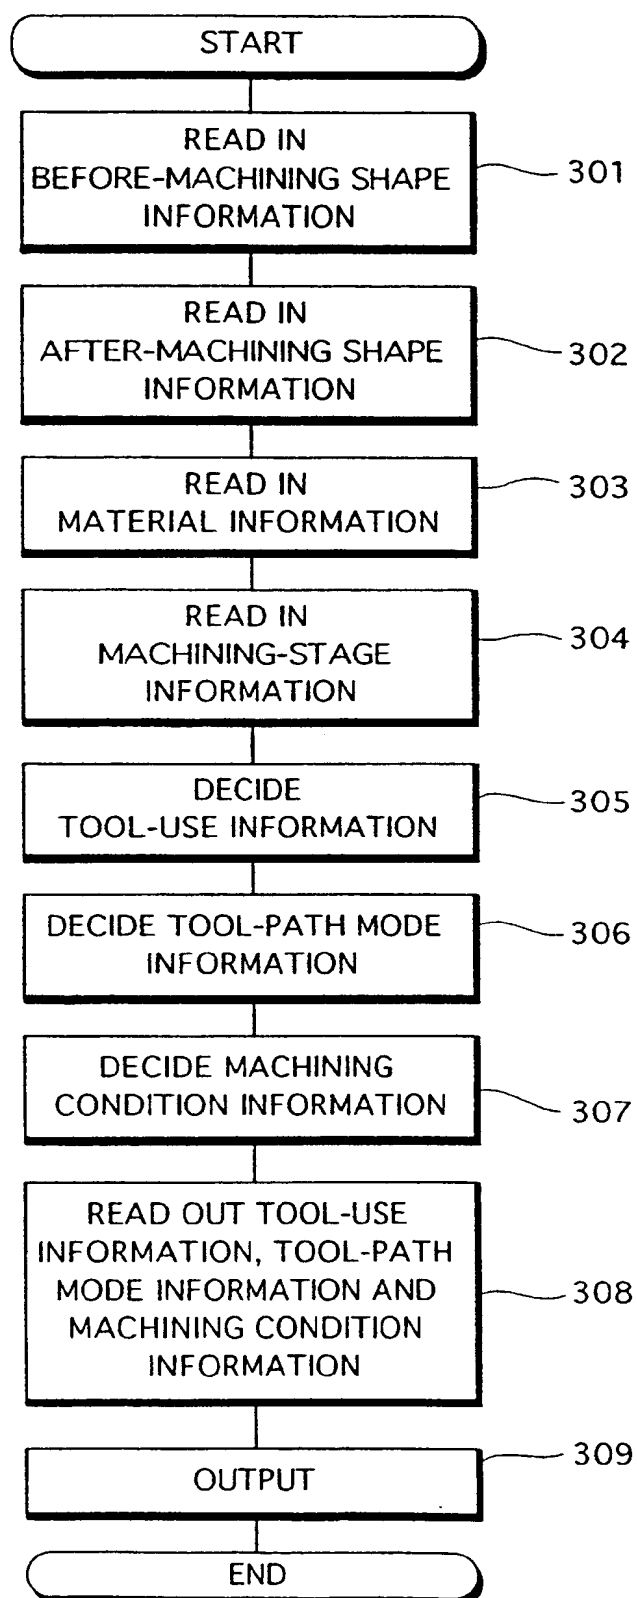 START
READ IN
BEFORE-MACHINING SHAPE
INFORMATION
301
READ IN
AFTER-MACHINING SHAPE
INFORMATION
302
READ IN
MATERIAL INFORMATION
303
READ IN
MACHINING-STAGE
INFORMATION
304
DECIDE
TOOL-USE INFORMATION
305
DECIDE TOOL-PATH MODE
INFORMATION
306
DECIDE MACHINING
CONDITION INFORMATION
307
READ OUT TOOL-USE
INFORMATION, TOOL-PATH
MODE INFORMATION AND
MACHINING CONDITION
INFORMATION
308
OUTPUT
309
END